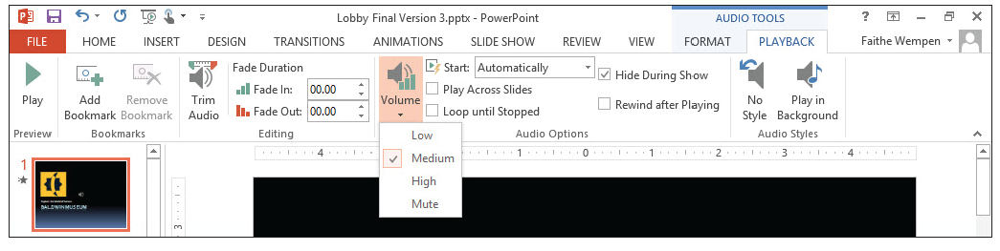 Lobby Final Version 3.pptx - PowerPoint
AUDIO TOOLS
?
FILE HOME INSERT DESIGN TRANSITIONS ANIMATIONS SLIDE SHOW REVIEW VIEW FORMAT PLAYBACK Faithe Wempen
Play
Preview
Add
Bookmark
Remove
Bookmark
Bookmarks
Trim
Audio
Fade Duration
Fade In: 00.00
Fade Out: 00.00
Editing
Volume
Start: Automatically
Play Across Slides
Loop until Stopped
Hide During Show
Rewind after Playing
Audio Options
No
Style
Play in
Background
Audio Styles
Low
Medium
High
Mute
4 1 0 1 2 3 4
1
BALDWIN MUSEUM
3